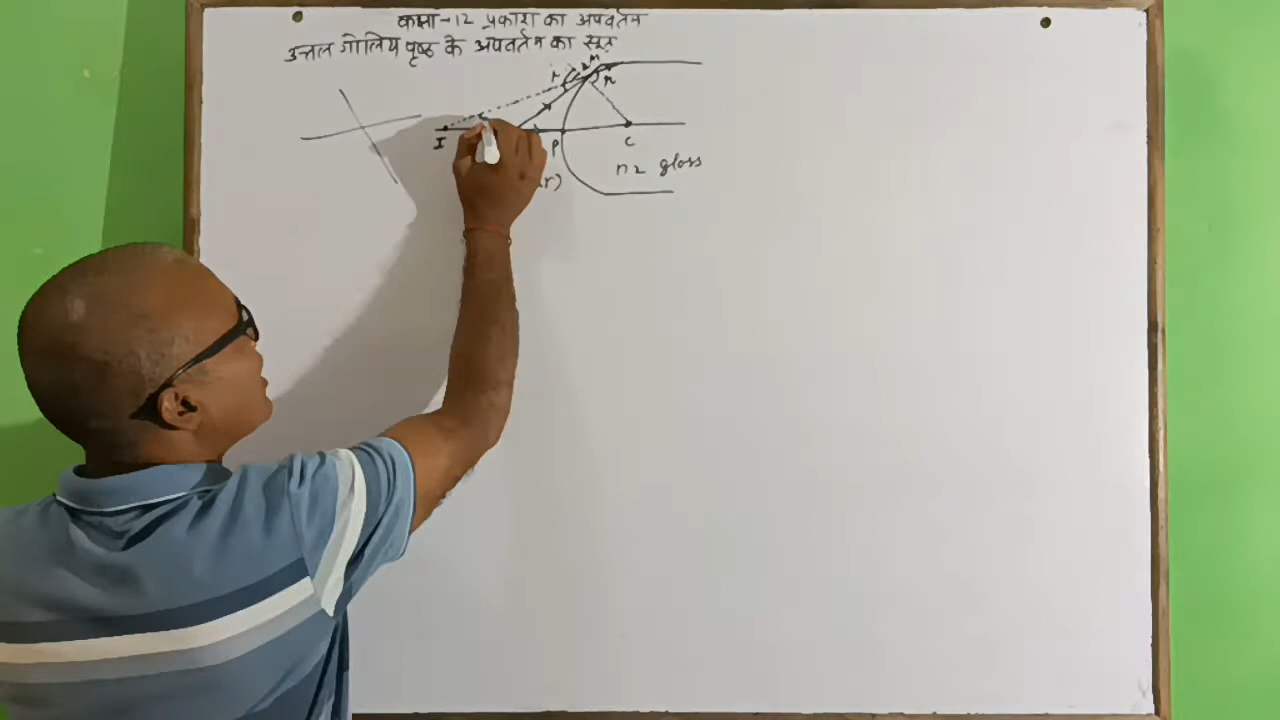 कक्षा-12 प्रकाश का अपवर्तन
उत्तल गोलिय पृष्ठ के अपवर्तन का सूत्र
M
r
I
P
C
n2 glass